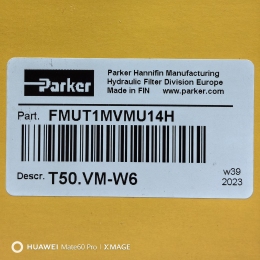 Parker
Parker Hannifin Manufacturing
Hydraulic Filter Division Europe
Made in FIN www.parker.com
Part. FMUT1MVMU14H
Descr. T50.VM-W6
w39
2023
HUAWEI Mate60 Pro | XMAGE